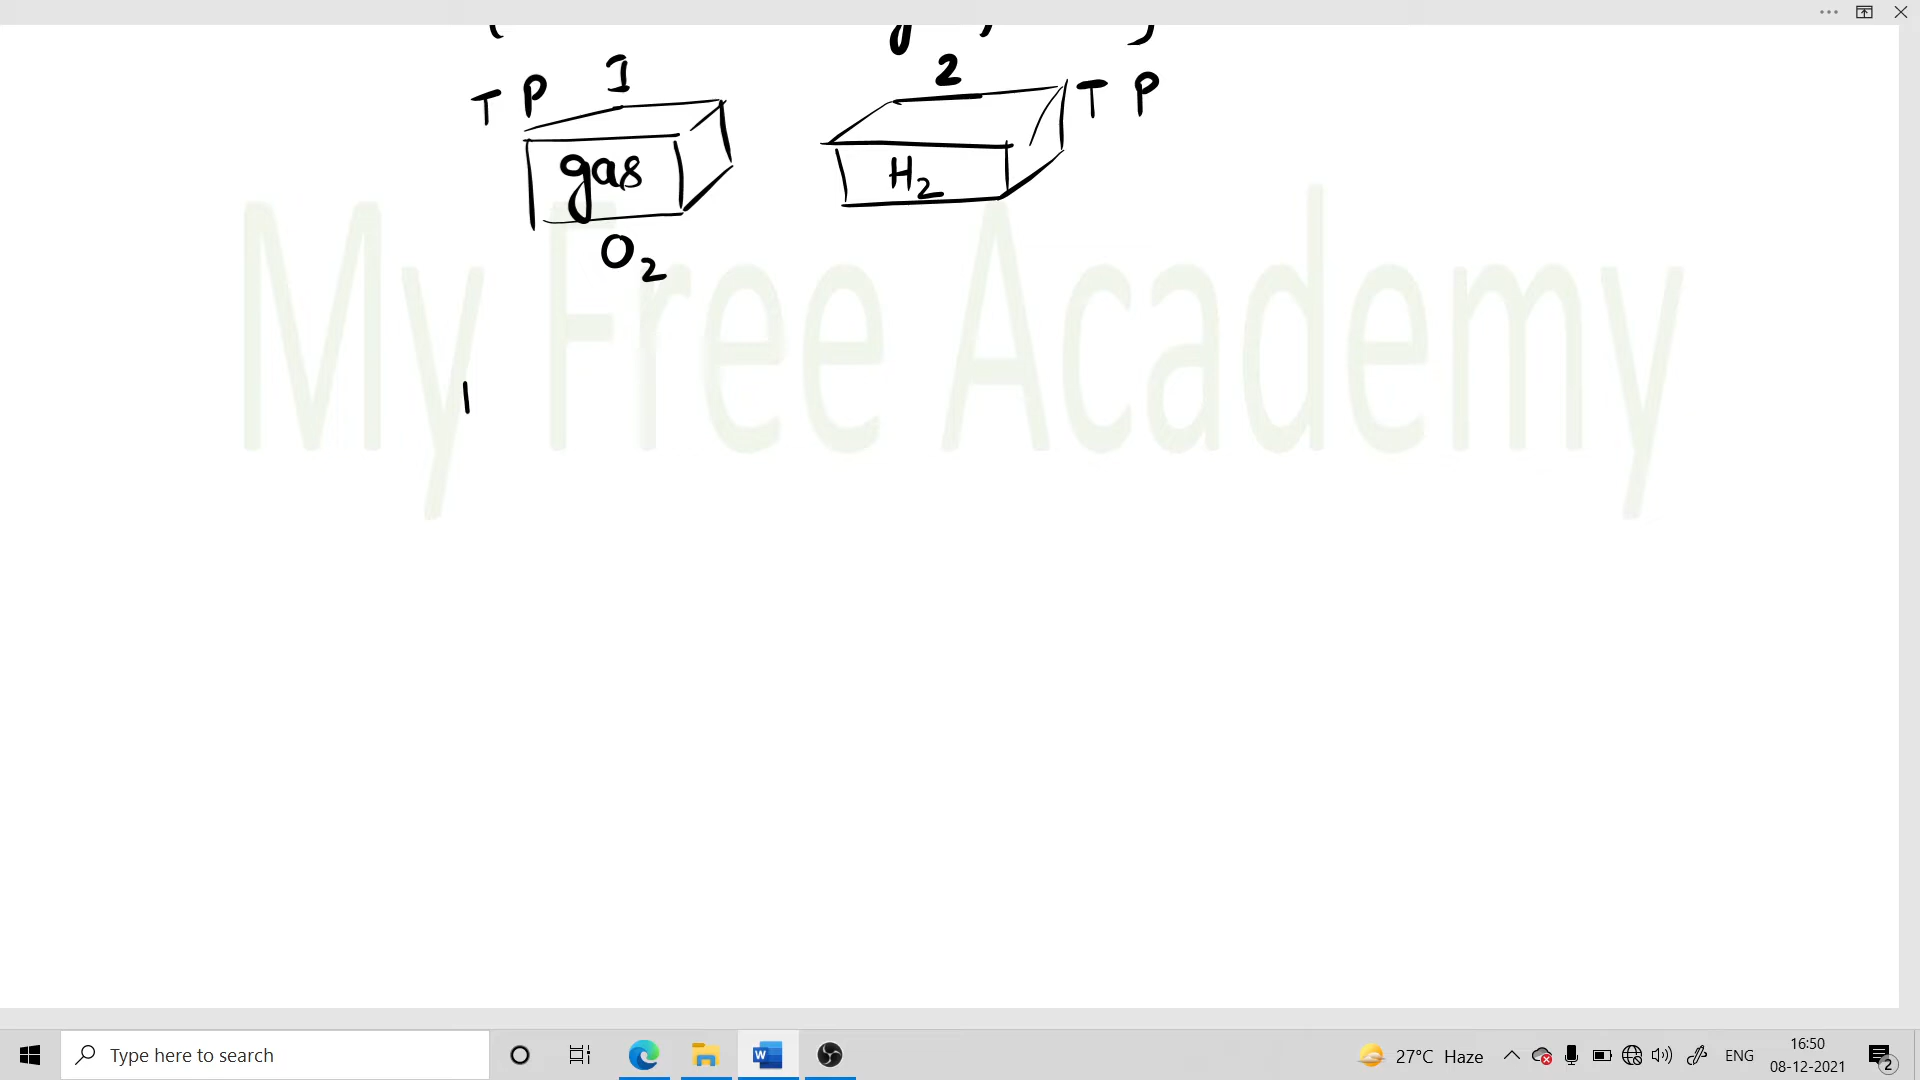 1 2
T P T P
gas H2
O2
My Free Academy
Type here to search
27°C Haze
ENG
16:50
08-12-2021
2